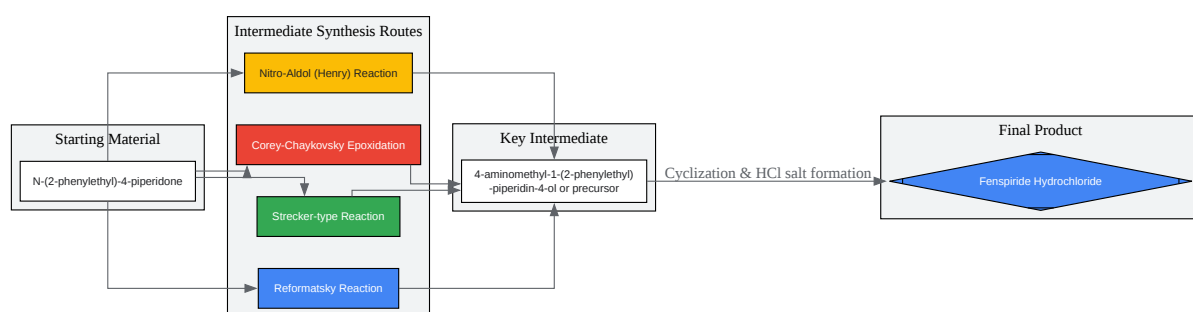 Intermediate Synthesis Routes
Nitro-Aldol (Henry) Reaction
Starting Material
N-(2-phenylethyl)-4-piperidone
Corey-Chaykovsky Epoxidation
Strecker-type Reaction
Reformatsky Reaction
Key Intermediate
4-aminomethyl-1-(2-phenylethyl)
-piperidin-4-ol or precursor
Cyclization & HCl salt formation
Final Product
Fenspiride Hydrochloride